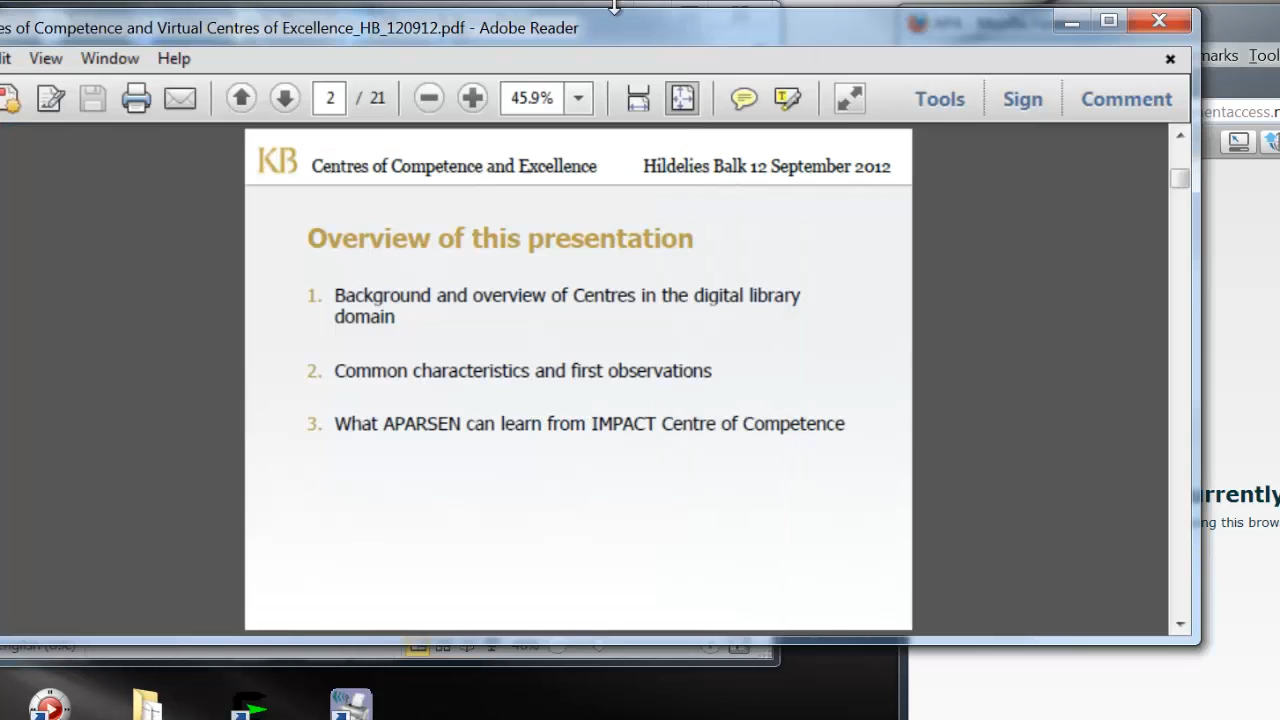 es of Competence and Virtual Centres of Excellence_HB_120912.pdf - Adobe Reader
it View Window Help
marks Tool
2 / 21 45.9% Tools Sign Comment
entaccess.n
KB Centres of Competence and Excellence Hildelies Balk 12 September 2012
Overview of this presentation
1. Background and overview of Centres in the digital library
domain
2. Common characteristics and first observations
3. What APARSEN can learn from IMPACT Centre of Competence
rrently
ng this brow